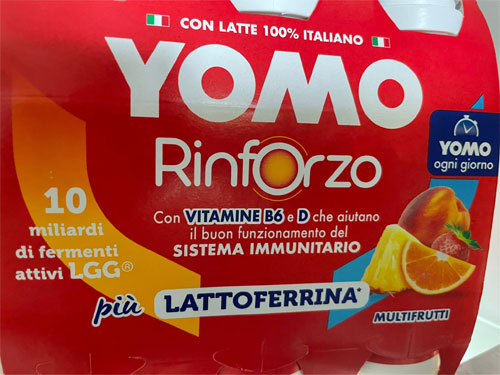 CON LATTE 100% ITALIANO
YOMO
Rinforzo
YOMO
ogni giorno
10
miliardi
di fermenti
attivi LGG®
Con VITAMINE B6 e D che aiutano
il buon funzionamento del
SISTEMA IMMUNITARIO
più LATTOFERRINA*
MULTIFRUTTI